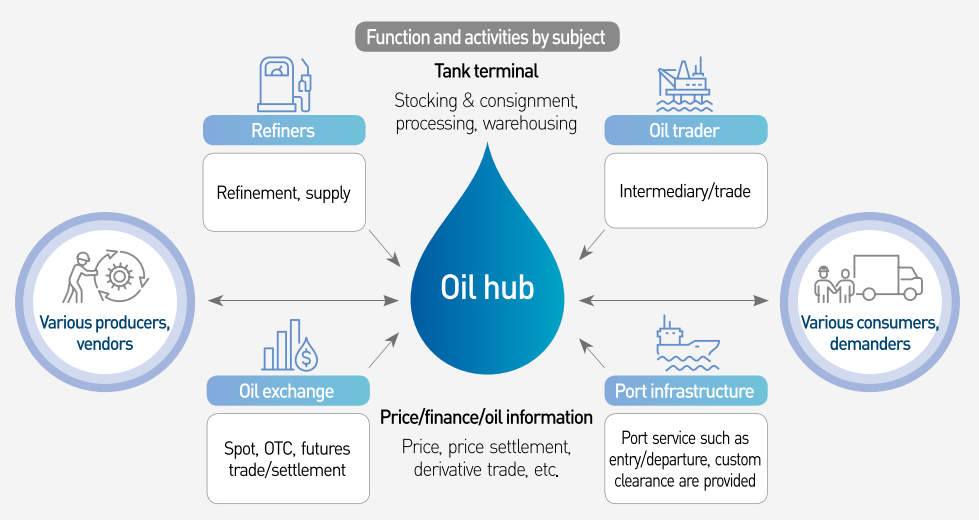 Function and activities by subject
Tank terminal
Stocking & consignment,
processing, warehousing
Refiners
Refinement, supply
Oil trader
Intermediary/trade
Oil hub
Various producers,
vendors
Various consumers,
demanders
$
Oil exchange
Spot, OTC, futures
trade/settlement
Price/finance/oil information
Price, price settlement,
derivative trade, etc.
Port infrastructure
Port service such as
entry/departure, custom
clearance are provided